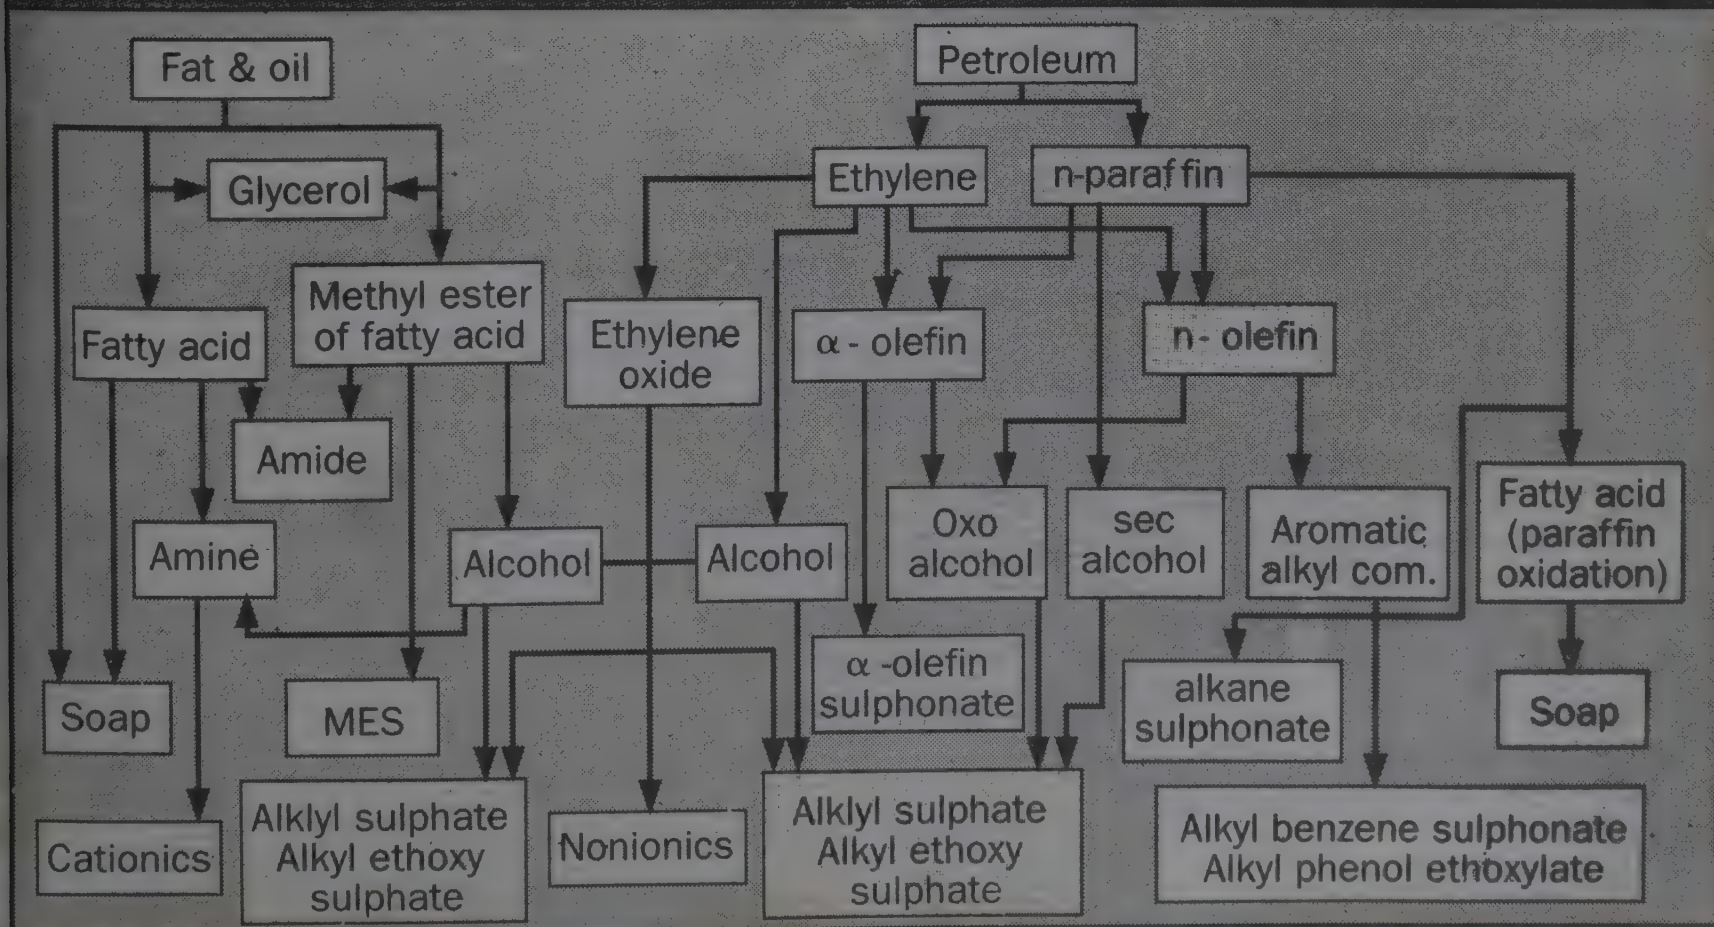 Fat & oil
Petroleum
Glycerol
Ethylene
n-paraffin
Fatty acid
Methyl ester
of fatty acid
Ethylene
oxide
α - olefin
n- olefin
Amide
Amine
Alcohol
Alcohol
Oxo
alcohol
sec
alcohol
Aromatic
alkyl com.
Fatty acid
(paraffin
oxidation)
Soap
MES
α -olefin
sulphonate
alkane
sulphonate
Soap
Cationics
Alklyl sulphate
Alkyl ethoxy
sulphate
Nonionics
Alklyl sulphate
Alkyl ethoxy
sulphate
Alkyl benzene sulphonate
Alkyl phenol ethoxylate